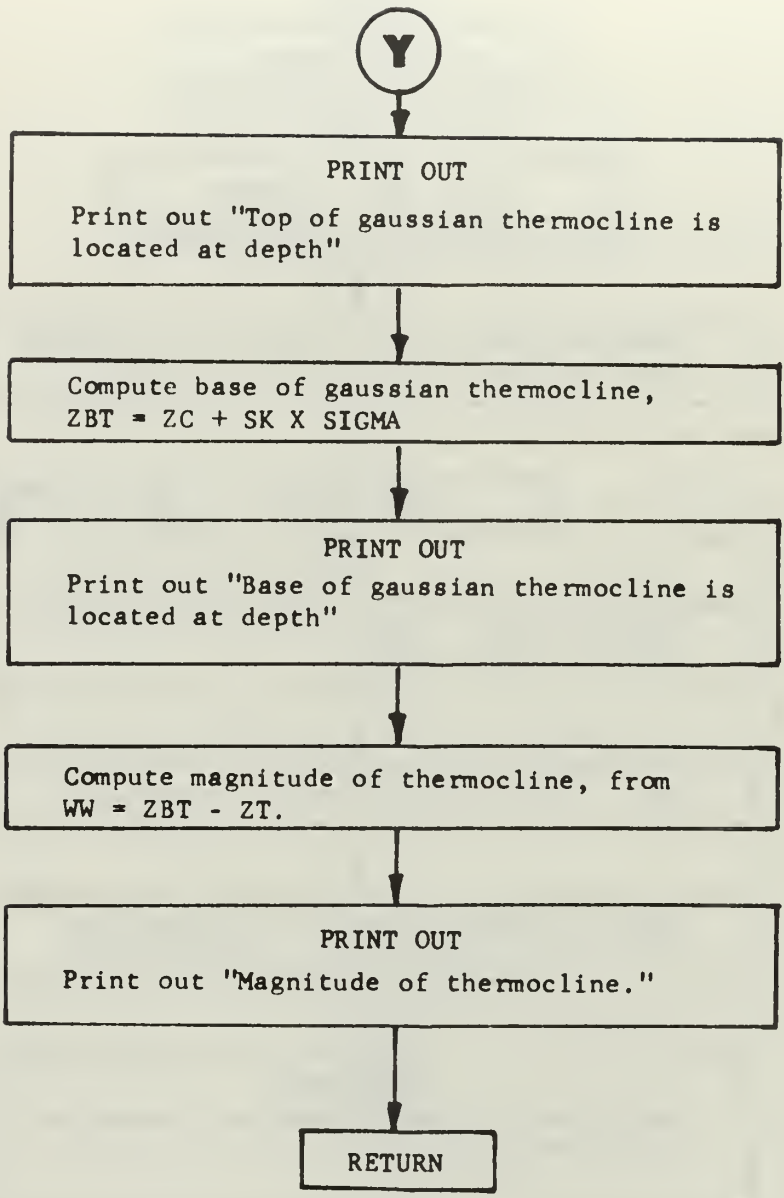 Y
PRINT OUT
Print out "Top of gaussian thermocline is
located at depth"
Compute base of gaussian thermocline,
ZBT = ZC + SK X SIGMA
PRINT OUT
Print out "Base of gaussian thermocline is
located at depth"
Compute magnitude of thermocline, from
WW = ZBT - ZT.
PRINT OUT
Print out "Magnitude of thermocline."
RETURN